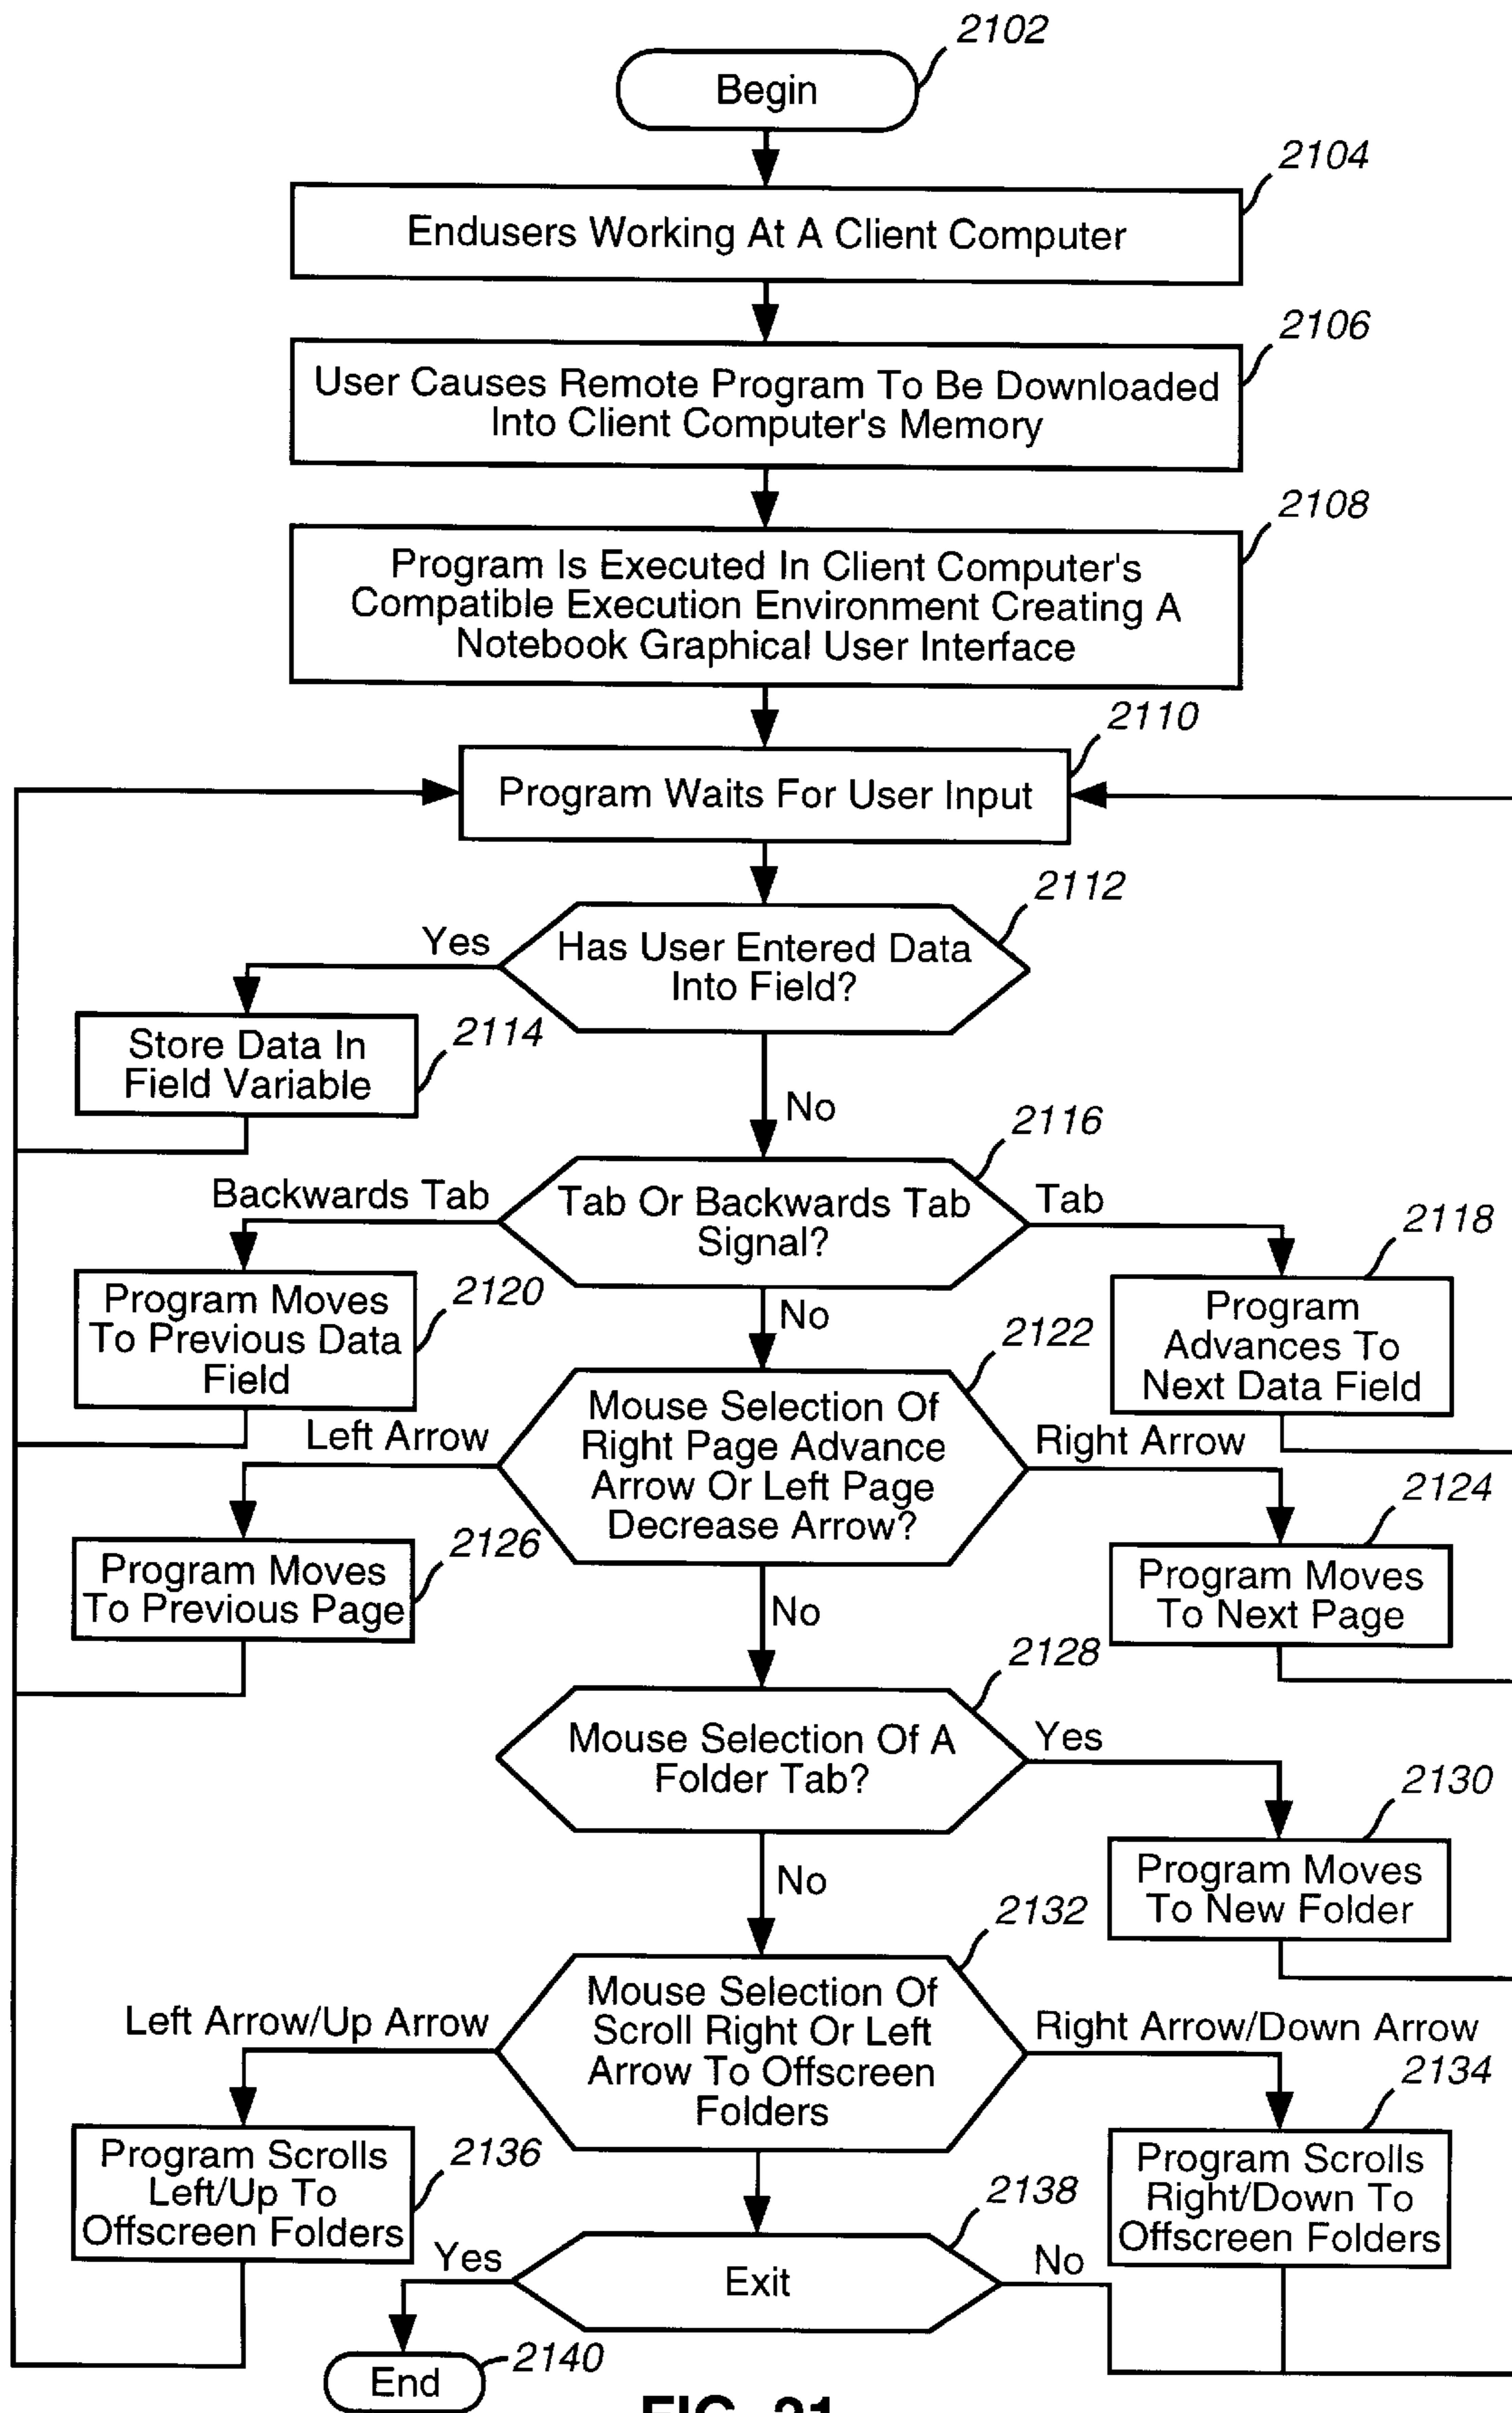 2102
Begin
2104
Endusers Working At A Client Computer
2106
User Causes Remote Program To Be Downloaded
Into Client Computer's Memory
2108
Program Is Executed In Client Computer's
Compatible Execution Environment Creating A
Notebook Graphical User Interface
2110
Program Waits For User Input
2112
Has User Entered Data
Into Field?
Yes
2114
Store Data In
Field Variable
No
2116
Tab Or Backwards Tab
Signal?
Backwards Tab
Tab
2118
Program
Advances To
Next Data Field
2120
Program Moves
To Previous Data
Field
No
2122
Mouse Selection Of
Right Page Advance
Arrow Or Left Page
Decrease Arrow?
Left Arrow
Right Arrow
2124
Program Moves
To Next Page
2126
Program Moves
To Previous Page
No
2128
Mouse Selection Of A
Folder Tab?
Yes
2130
Program Moves
To New Folder
No
2132
Mouse Selection Of
Scroll Right Or Left
Arrow To Offscreen
Folders
Left Arrow/Up Arrow
Right Arrow/Down Arrow
2134
Program Scrolls
Right/Down To
Offscreen Folders
2136
Program Scrolls
Left/Up To
Offscreen Folders
2138
Exit
Yes
No
2140
End
FIG. 21